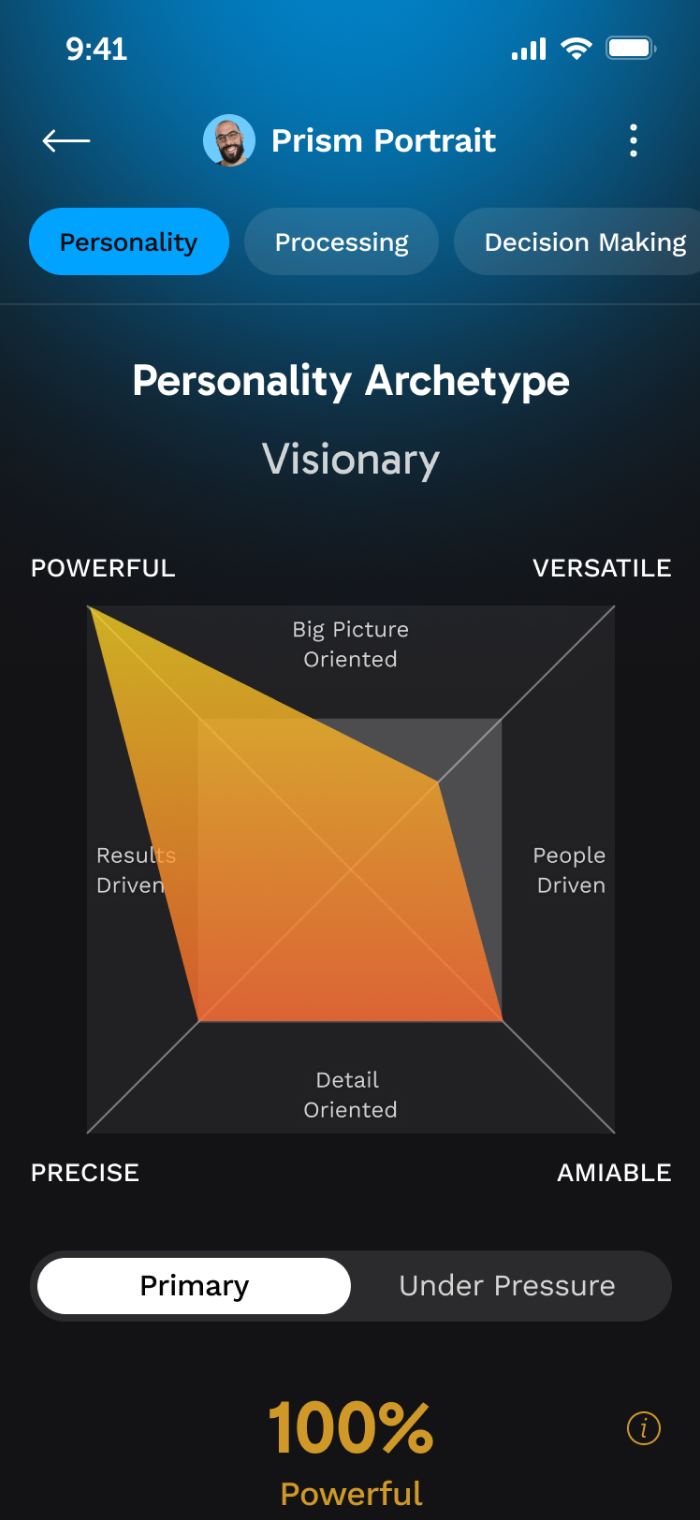 9:41
Prism Portrait
Personality Processing Decision Making
Personality Archetype
Visionary
POWERFUL VERSATILE
Big Picture
Oriented
Results People
Driven Driven
Detail
Oriented
PRECISE AMIABLE
Primary Under Pressure
100%
i
Powerful